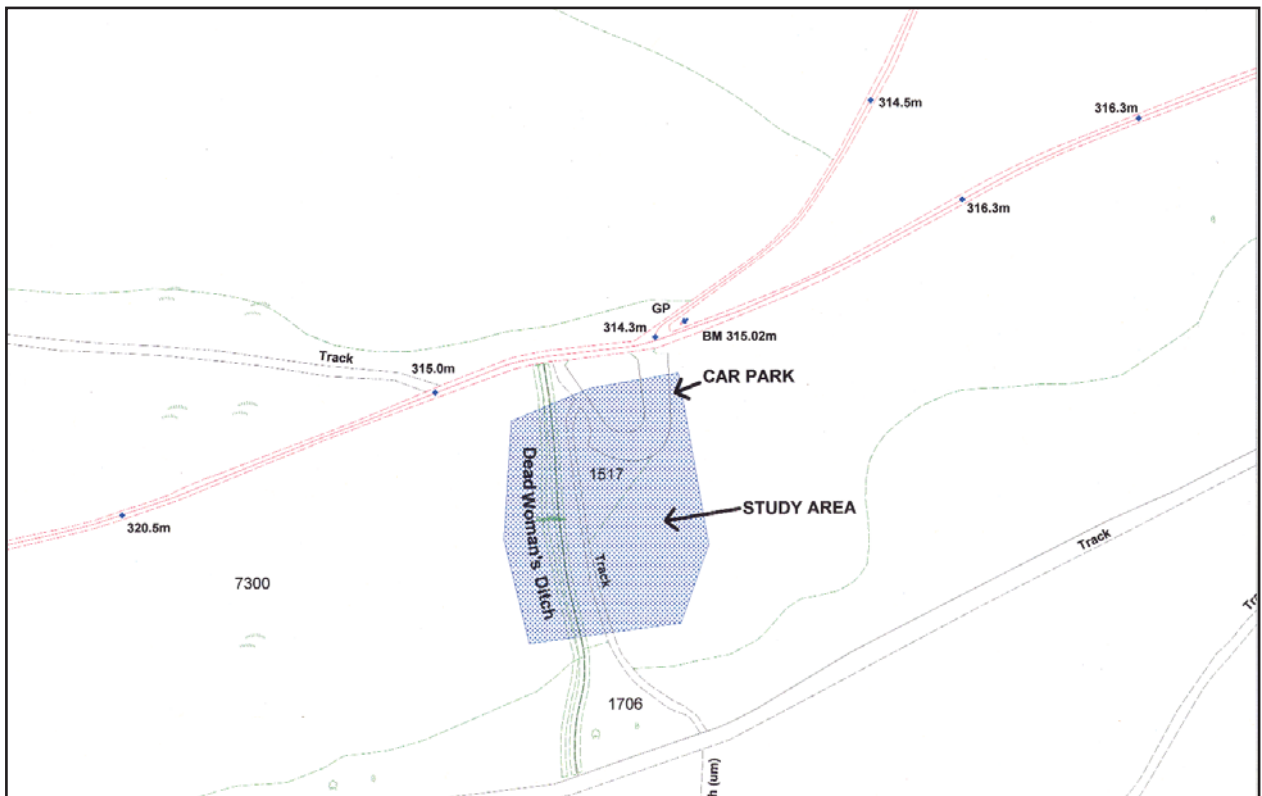 314.5m
316.3m
316.3m
GP
314.3m
BM 315.02m
Track
315.0m
CAR PARK
Dead Woman's Ditch
1517
STUDY AREA
320.5m
Track
Track
7300
1706